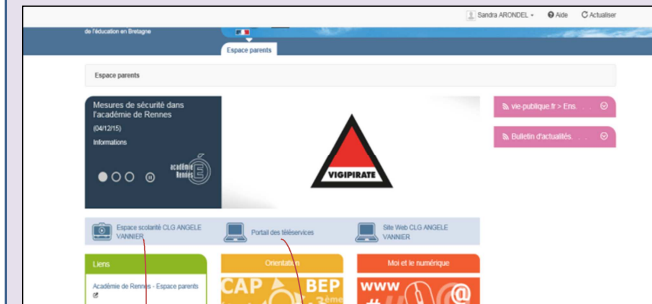 Sandra ARONDEL
Aide
Actualiser
de l'éducation en Bretagne
Espace parents
Espace parents
Mesures de sécurité dans
l'académie de Rennes
(04/12/15)
Informations
académie
Rennes
VIGIPIRATE
vie-publique.fr > Ens.
Bulletin d'actualités.
Espace scolarité CLG ANGELE
VANNIER
Portail des téléservices
Site Web CLG ANGELE
VANNIER
Liens
Académie de Rennes - Espace parents
Orientation
CAP
BEP
3ème
Moi et le numérique
www
#
@